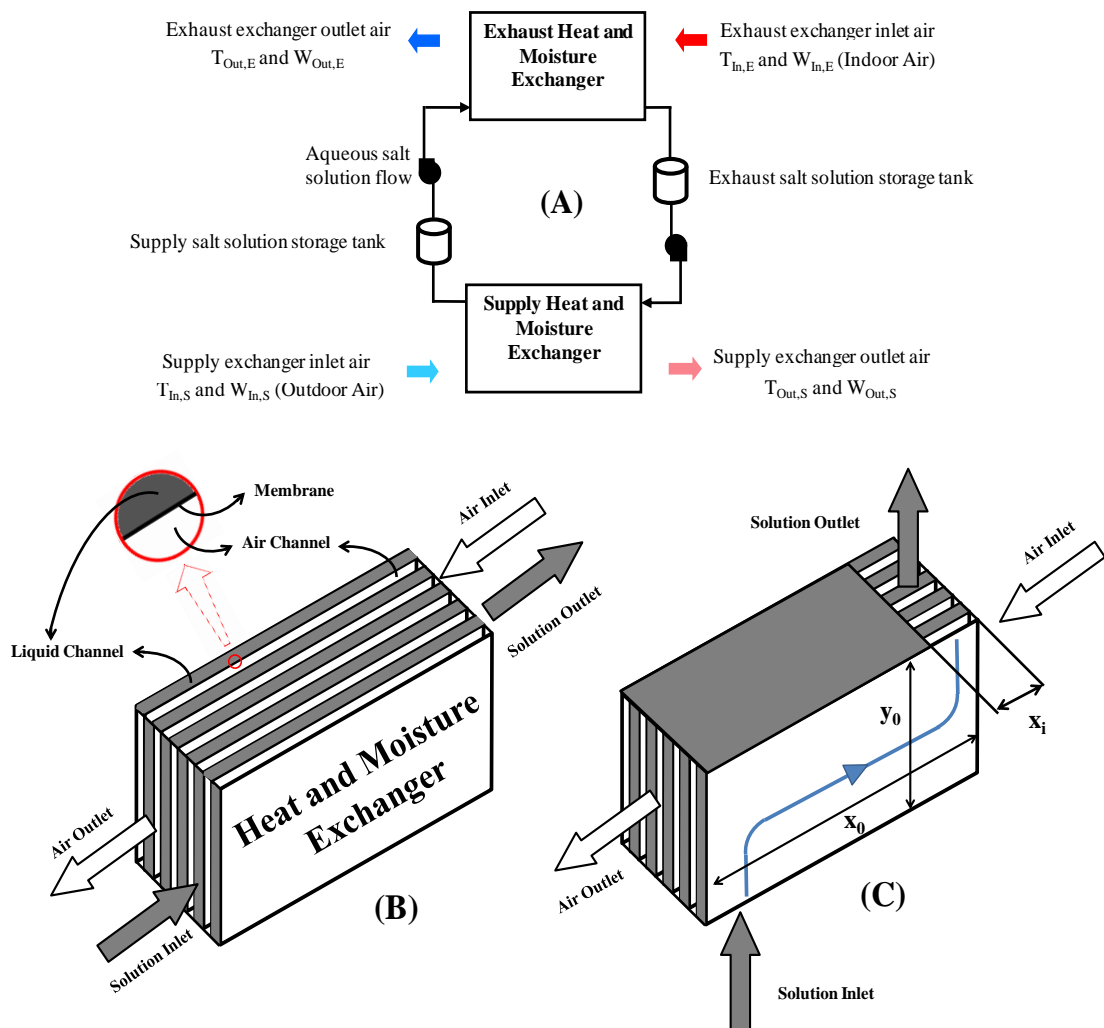 Exhaust exchanger outlet air
T_Out,E and W_Out,E
Exhaust Heat and
Moisture
Exchanger
Exhaust exchanger inlet air
T_In,E and W_In,E (Indoor Air)
Aqueous salt
solution flow
Exhaust salt solution storage tank
(A)
Supply salt solution storage tank
Supply Heat and
Moisture
Exchanger
Supply exchanger inlet air
T_In,S and W_In,S (Outdoor Air)
Supply exchanger outlet air
T_Out,S and W_Out,S
Membrane
Air Channel
Liquid Channel
Air Inlet
Solution Outlet
Heat and Moisture
Exchanger
Air Outlet
Solution Inlet
(B)
Solution Outlet
Air Inlet
y_0
x_i
x_0
Air Outlet
(C)
Solution Inlet